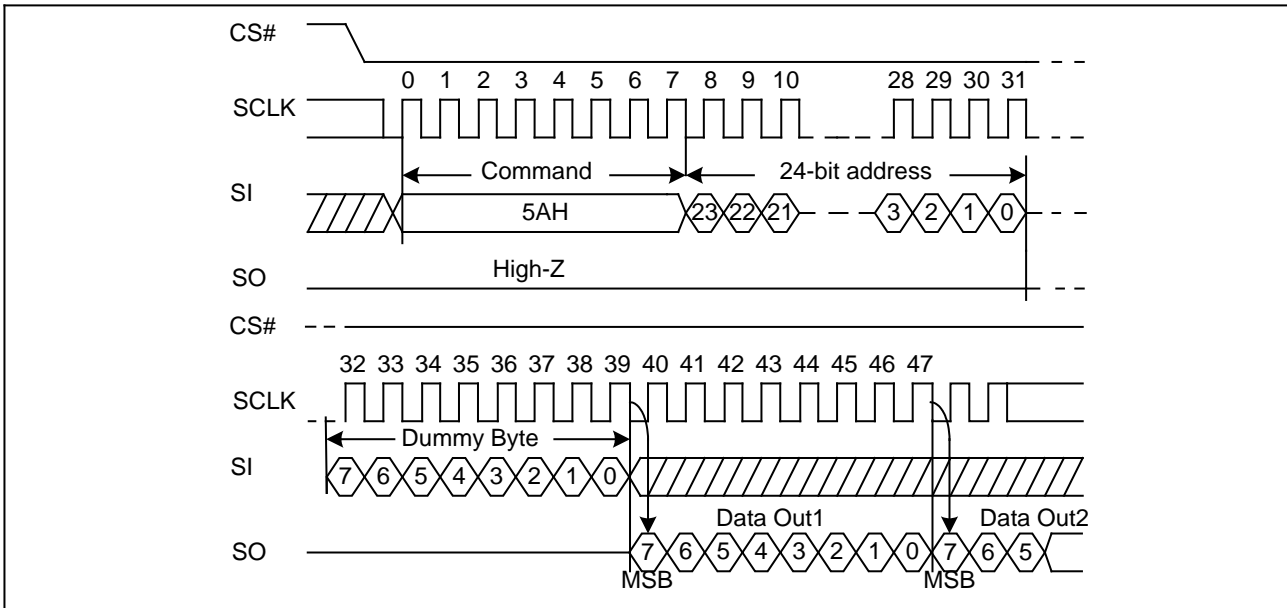 CS#
0 1 2 3 4 5 6 7 8 9 10 28 29 30 31
SCLK
Command 24-bit address
SI
5AH 23 22 21 3 2 1 0
High-Z
SO
CS#
32 33 34 35 36 37 38 39 40 41 42 43 44 45 46 47
SCLK
Dummy Byte
SI
7 6 5 4 3 2 1 0
Data Out1 Data Out2
SO
7 6 5 4 3 2 1 0 7 6 5
MSB MSB